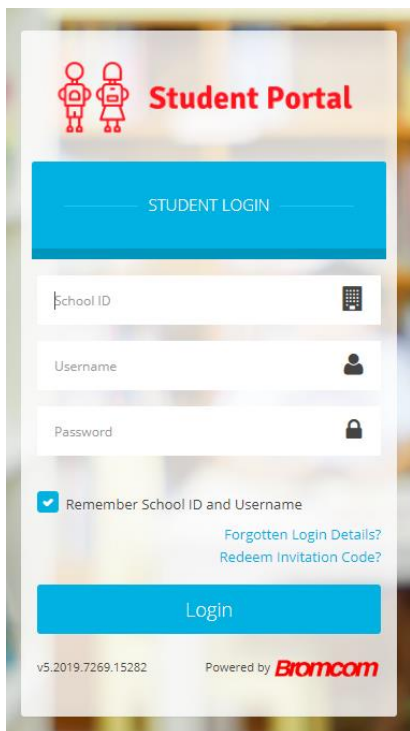 Student Portal
STUDENT LOGIN
School ID
Username
Password
Remember School ID and Username
Forgotten Login Details?
Redeem Invitation Code?
Login
v5.2019.7269.15282 Powered by Bromcom